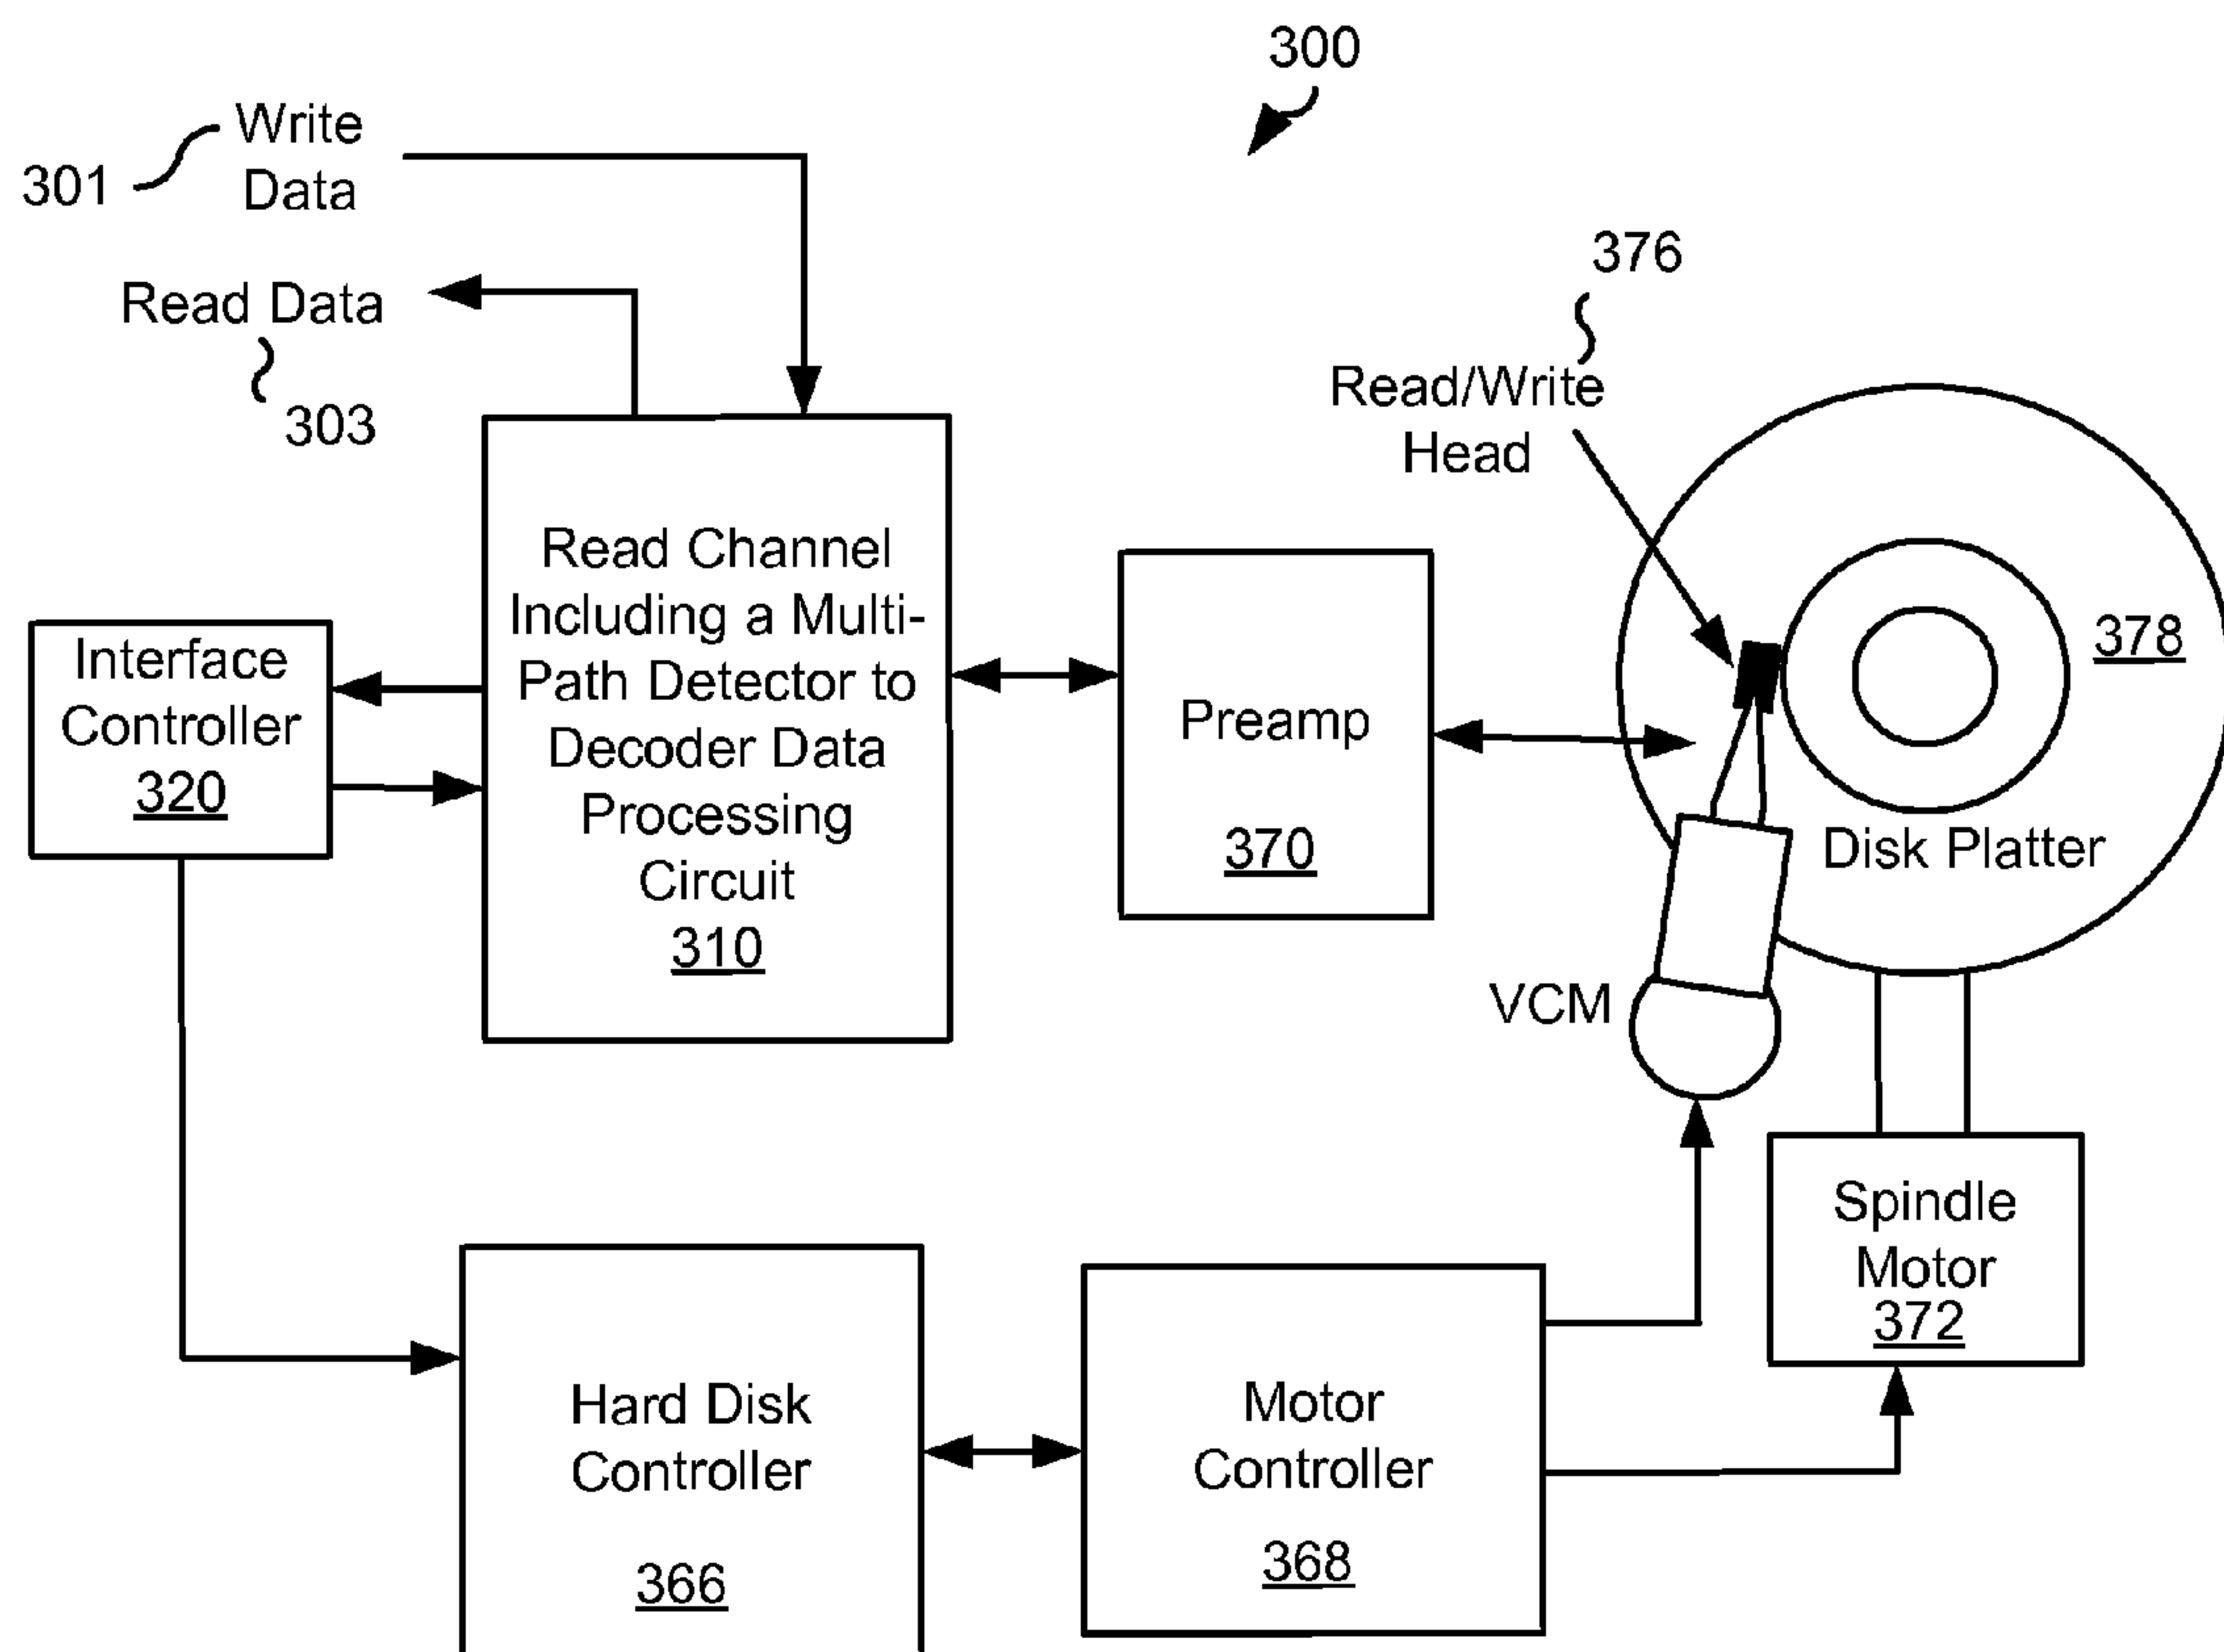 300
Write
Data
301
Read Data
303
376
Read/Write
Head
Read Channel
Including a Multi-
Path Detector to
Decoder Data
Processing
Circuit
310
Interface
Controller
320
Preamp
370
378
Disk Platter
VCM
Spindle
Motor
372
Hard Disk
Controller
366
Motor
Controller
368